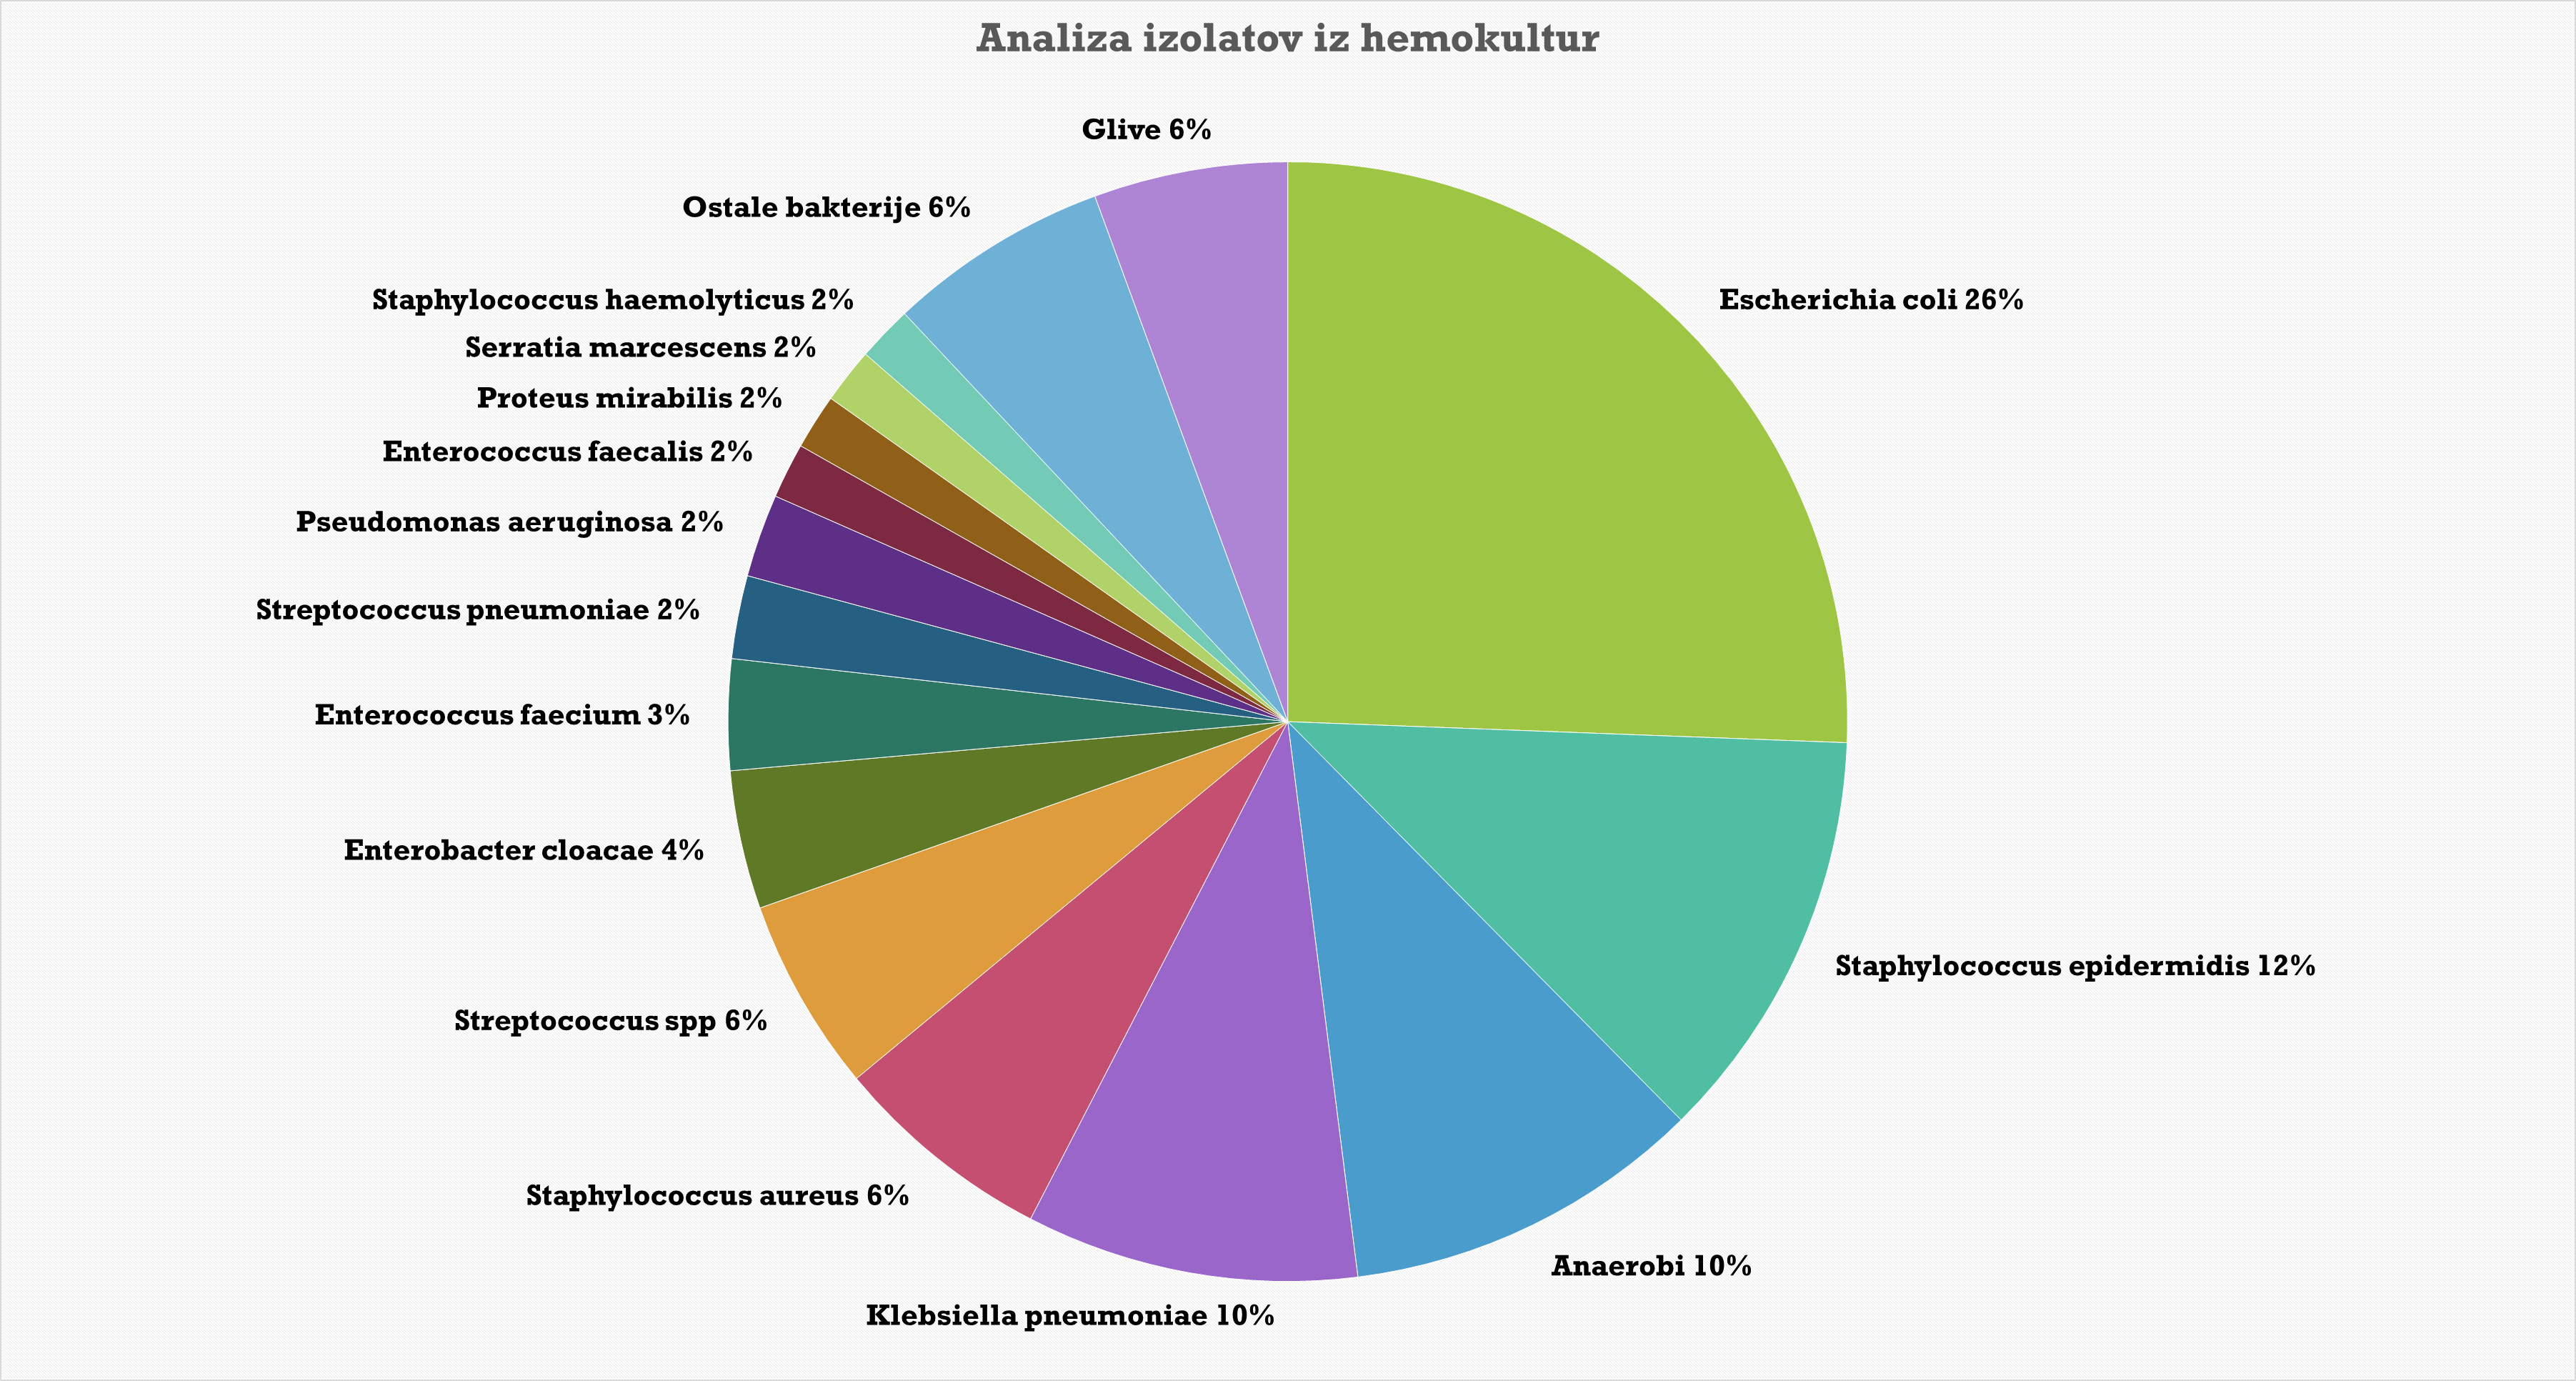 Analiza izolatov iz hemokultur
Glive 6%
Ostale bakterije 6%
Staphylococcus haemolyticus 2%
Escherichia coli 26%
Serratia marcescens 2%
Proteus mirabilis 2%
Enterococcus faecalis 2%
Pseudomonas aeruginosa 2%
Streptococcus pneumoniae 2%
Enterococcus faecium 3%
Enterobacter cloacae 4%
Staphylococcus epidermidis 12%
Streptococcus spp 6%
Staphylococcus aureus 6%
Anaerobi 10%
Klebsiella pneumoniae 10%